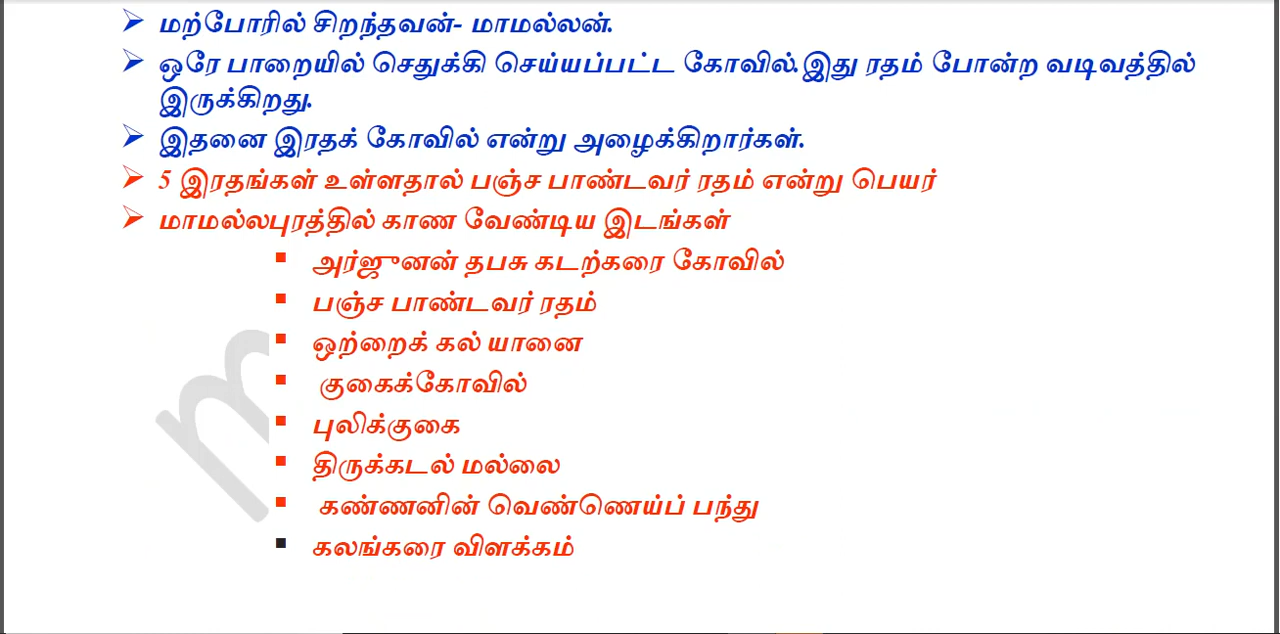 ➢ மற்போரில் சிறந்தவன்- மாமல்லன்.
➢ ஒரே பாறையில் செதுக்கி செய்யப்பட்ட கோவில்.இது ரதம் போன்ற வடிவத்தில்
இருக்கிறது.
➢ இதனை இரதக் கோவில் என்று அழைக்கிறார்கள்.
➢ 5 இரதங்கள் உள்ளதால் பஞ்ச பாண்டவர் ரதம் என்று பெயர்
➢ மாமல்லபுரத்தில் காண வேண்டிய இடங்கள்
▪ அர்ஜுனன் தபசு கடற்கரை கோவில்
▪ பஞ்ச பாண்டவர் ரதம்
▪ ஒற்றைக் கல் யானை
▪ குகைக்கோவில்
▪ புலிக்குகை
▪ திருக்கடல் மல்லை
▪ கண்ணனின் வெண்ணெய்ப் பந்து
▪ கலங்கரை விளக்கம்